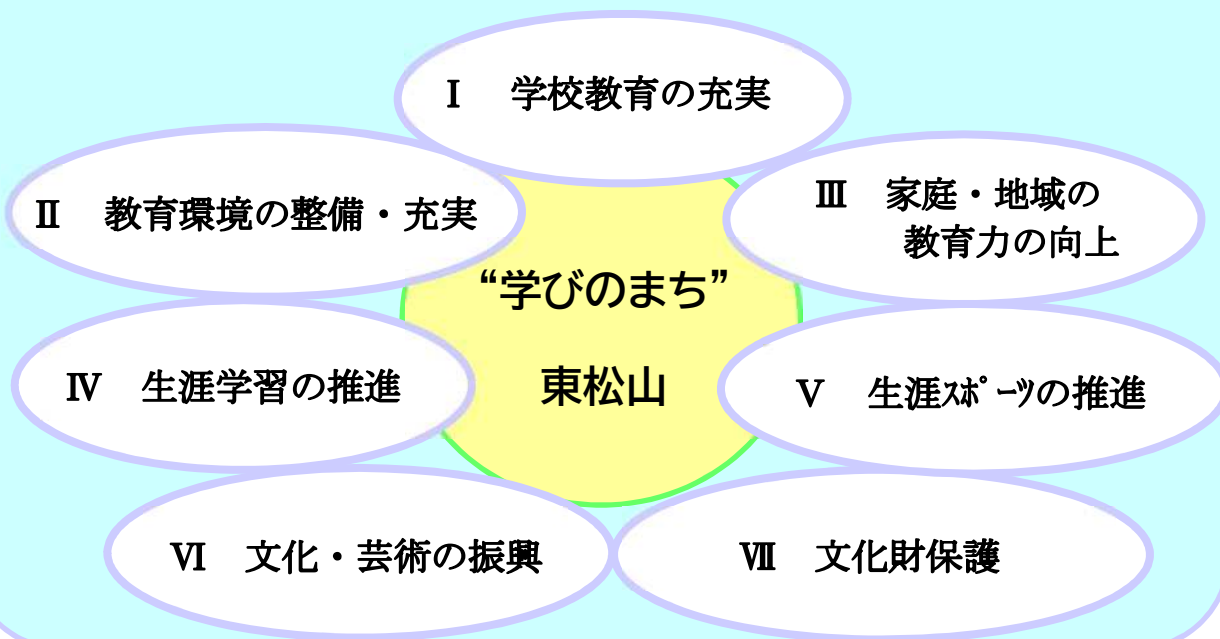 Ⅰ　学校教育の充実
Ⅱ　教育環境の整備・充実
Ⅲ　家庭・地域の
教育力の向上
“学びのまち”
東松山
Ⅳ　生涯学習の推進
Ⅴ　生涯ｽﾎﾟｰﾂの推進
Ⅵ　文化・芸術の振興
Ⅶ　文化財保護